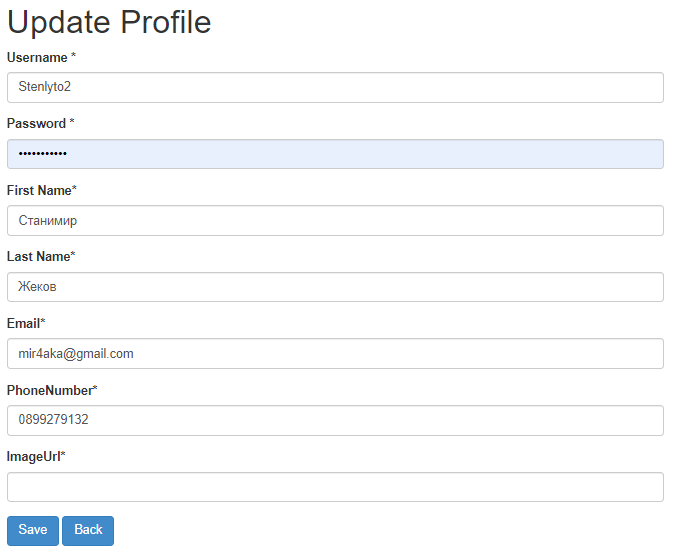 Update Profile
Username *
Stenlyto2
Password *
•••••••••••
First Name*
Станимир
Last Name*
Жеков
Email*
mir4aka@gmail.com
PhoneNumber*
0899279132
ImageUrl*
Save Back